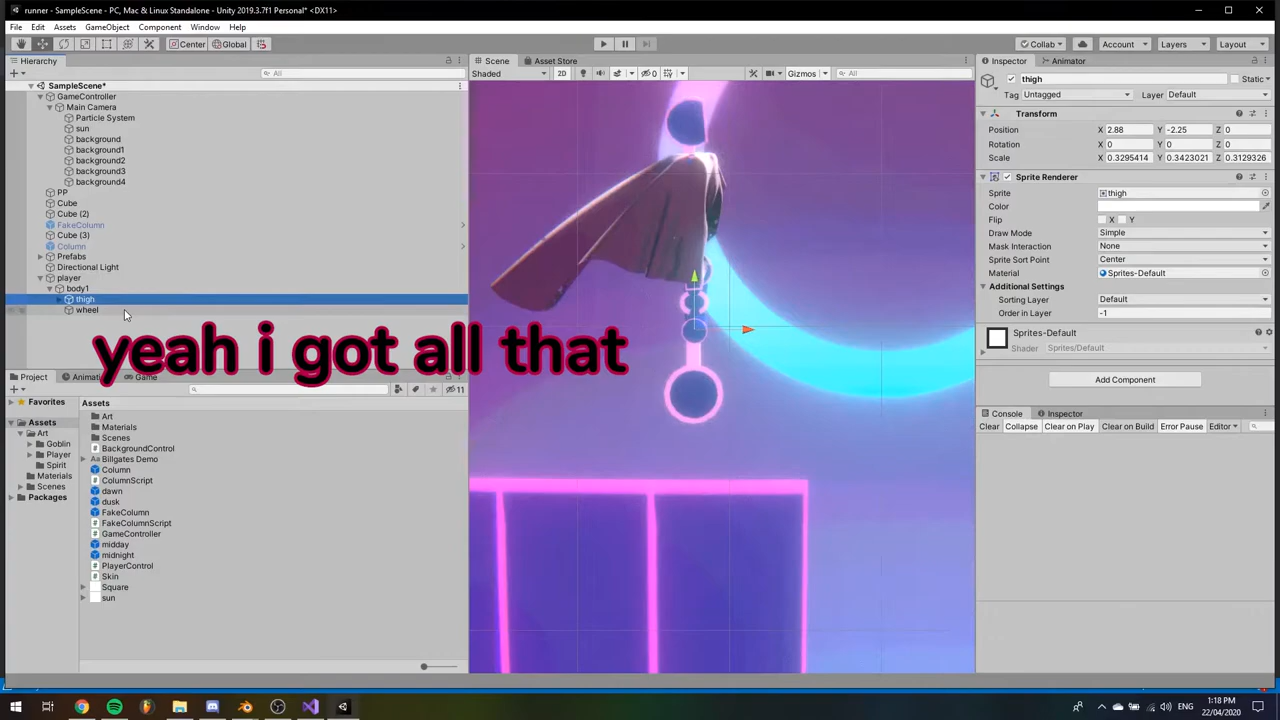 runner - SampleScene - PC, Mac & Linux Standalone - Unity 2019.3.7f1 Personal* <DX11>
File Edit Assets GameObject Component Window Help
Center Global Collab Account Layers Layout
Hierarchy
All
SampleScene*
GameController
Main Camera
Particle System
sun
background
background1
background2
background3
background4
PP
Cube
Cube (2)
FakeColumn
Cube (3)
Column
Prefabs
Directional Light
player
body1
thigh
wheel
Scene Asset Store
Shaded 2D 0 Gizmos All
yeah i got all that
Project Animat Game
11
Favorites
Assets
Art
Goblin
Player
Spirit
Materials
Scenes
Packages
Assets
Art
Materials
Scenes
BackgroundControl
Billgates Demo
Column
ColumnScript
dawn
dusk
FakeColumn
FakeColumnScript
GameController
midday
midnight
PlayerControl
Skin
Square
sun
Inspector Animator
thigh Static
Tag Untagged Layer Default
Transform
Position X 2.88 Y -2.25 Z 0
Rotation X 0 Y 0 Z 0
Scale X 0.3295414 Y 0.3423021 Z 0.3129326
Sprite Renderer
Sprite thigh
Color
Flip X Y
Draw Mode Simple
Mask Interaction None
Sprite Sort Point Center
Material Sprites-Default
Additional Settings
Sorting Layer Default
Order in Layer -1
Sprites-Default
Shader Sprites/Default
Add Component
Console Inspector
Clear Collapse Clear on Play Clear on Build Error Pause Editor
ENG
1:18 PM
22/04/2020